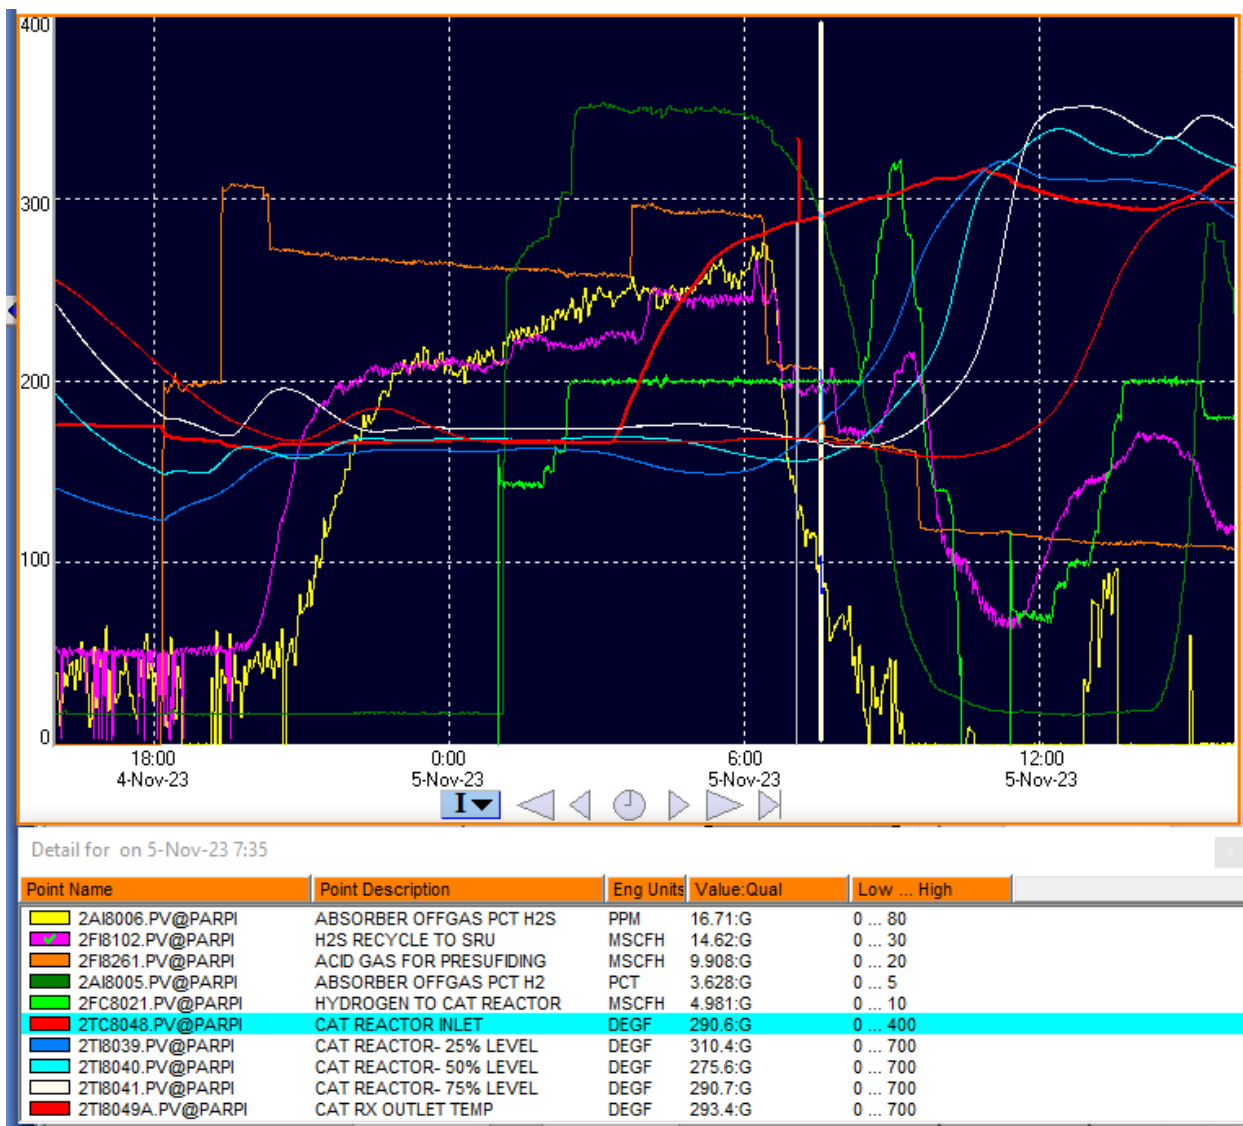 400
300
200
100
0
18:00 0:00 6:00 12:00
4-Nov-23 5-Nov-23 5-Nov-23 5-Nov-23
I
Detail for on 5-Nov-23 7:35 x
Point Name Point Description Eng Units Value:Qual Low ... High
2AI8006.PV@PARPI ABSORBER OFFGAS PCT H2S PPM 16.71:G 0 ... 80
2FI8102.PV@PARPI H2S RECYCLE TO SRU MSCFH 14.62:G 0 ... 30
2FI8261.PV@PARPI ACID GAS FOR PRESUFIDING MSCFH 9.908:G 0 ... 20
2AI8005.PV@PARPI ABSORBER OFFGAS PCT H2 PCT 3.628:G 0 ... 5
2FC8021.PV@PARPI HYDROGEN TO CAT REACTOR MSCFH 4.981:G 0 ... 10
2TC8048.PV@PARPI CAT REACTOR INLET DEGF 290.6:G 0 ... 400
2TI8039.PV@PARPI CAT REACTOR- 25% LEVEL DEGF 310.4:G 0 ... 700
2TI8040.PV@PARPI CAT REACTOR- 50% LEVEL DEGF 275.6:G 0 ... 700
2TI8041.PV@PARPI CAT REACTOR- 75% LEVEL DEGF 290.7:G 0 ... 700
2TI8049A.PV@PARPI CAT RX OUTLET TEMP DEGF 293.4:G 0 ... 700